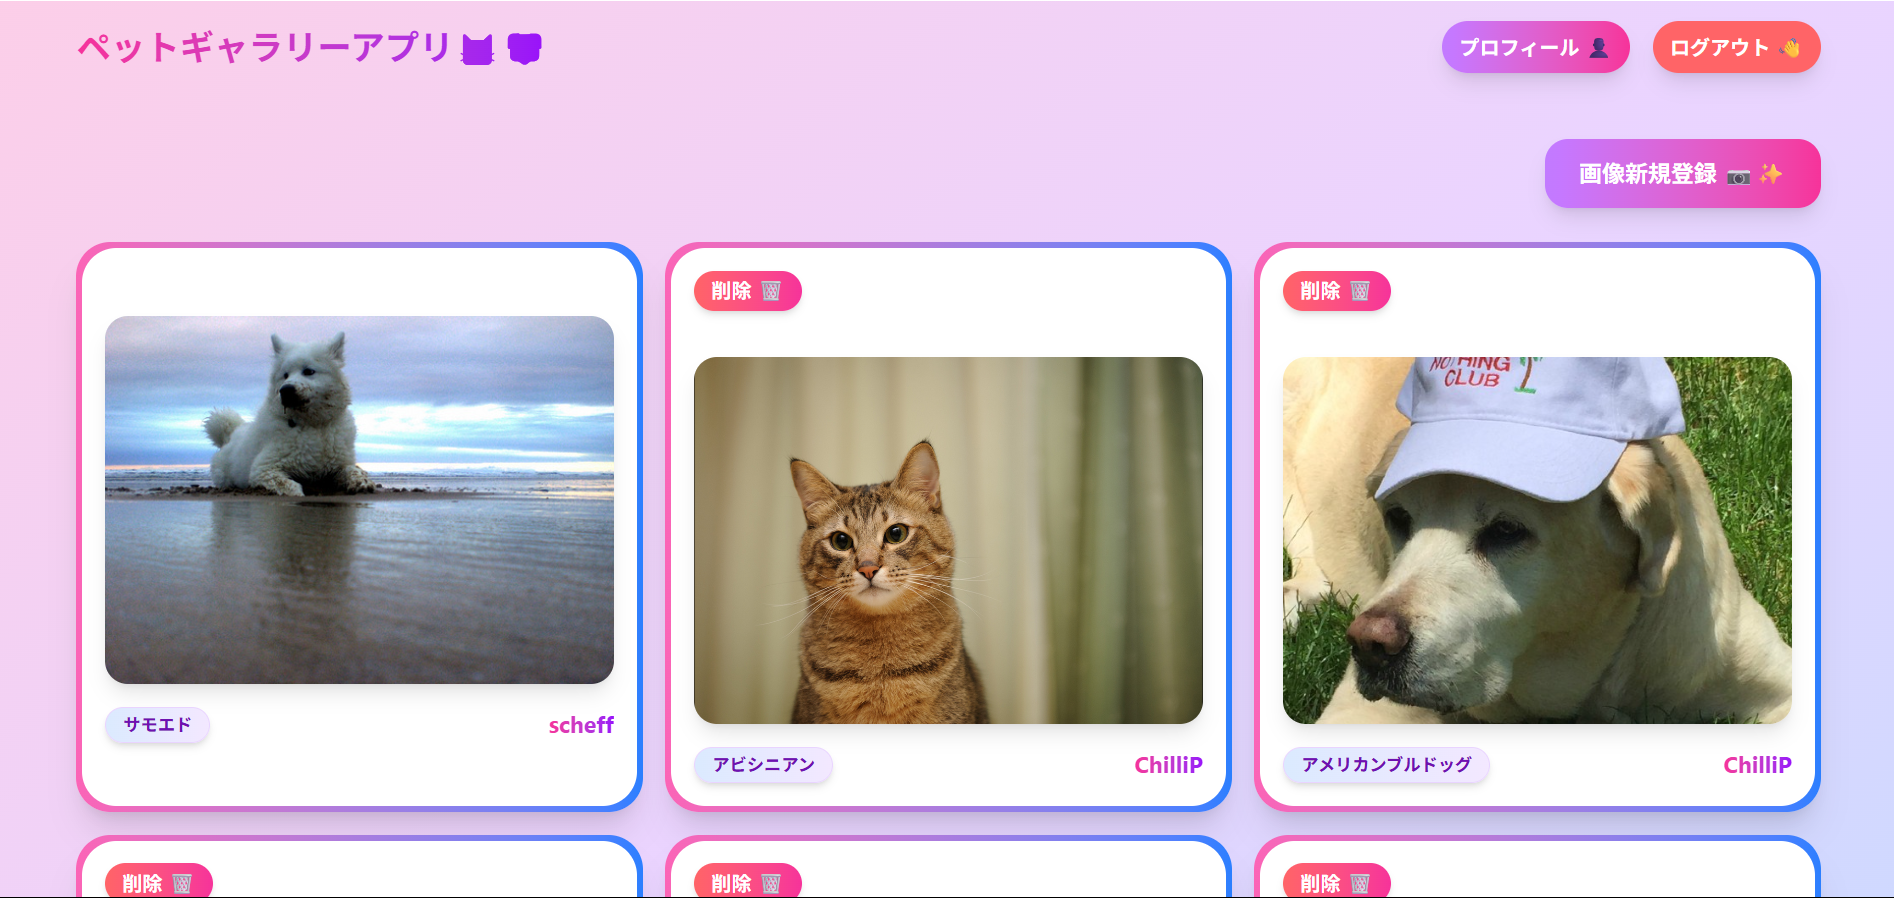 ペットギャラリーアプリ
プロフィール
ログアウト
画像新規登録
サモエド
scheff
削除
NOTHING
CLUB
アビシニアン
ChilliP
削除
アメリカンブルドッグ
ChilliP
削除
削除
削除